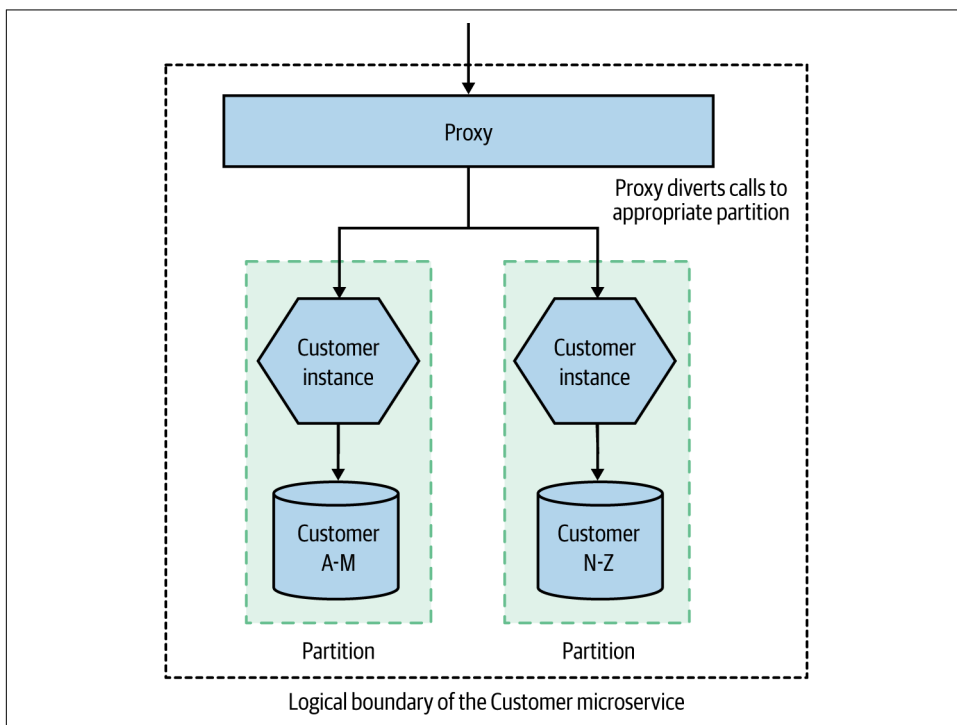 Proxy
Proxy diverts calls to
appropriate partition
Customer
instance
Customer
instance
Customer
A-M
Customer
N-Z
Partition
Partition
Logical boundary of the Customer microservice